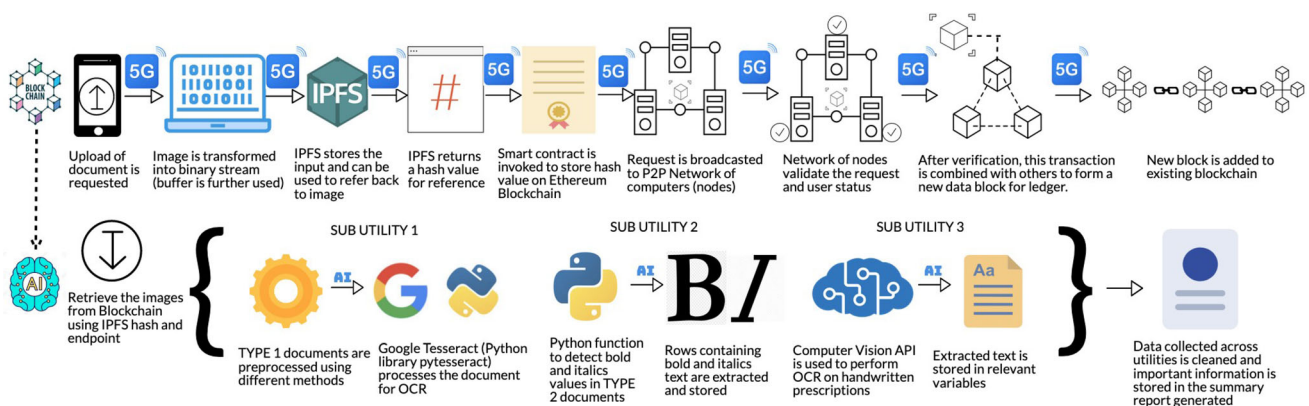 BLOCK
CHAIN
5G
5G
5G
5G
5G
5G
5G
5G
1011100I
IPFS
#
Upload of
document is
requested
Image is transformed
into binary stream
(buffer is further used)
IPFS stores the
input and can be
used to refer back
to image
IPFS returns
a hash value
for reference
Smart contract is
invoked to store hash
value on Ethereum
Blockchain
Request is broadcasted
to P2P Network of
computers (nodes)
Network of nodes
validate the request
and user status
After verification, this transaction
is combined with others to form a
new data block for ledger.
New block is added to
existing blockchain
AI
Retrieve the images
from Blockchain
using IPFS hash and
endpoint
SUB UTILITY 1
AI
G
TYPE 1 documents are
preprocessed using
different methods
Google Tesseract (Python
library pytesseract)
processes the document
for OCR
SUB UTILITY 2
AI
B I
Python function
to detect bold
and italics
values in TYPE
2 documents
Rows containing
bold and italics
text are extracted
and stored
SUB UTILITY 3
AI
Aa
Computer Vision API
is used to perform
OCR on handwritten
prescriptions
Extracted text is
stored in relevant
variables
Data collected across
utilities is cleaned and
important information is
stored in the summary
report generated